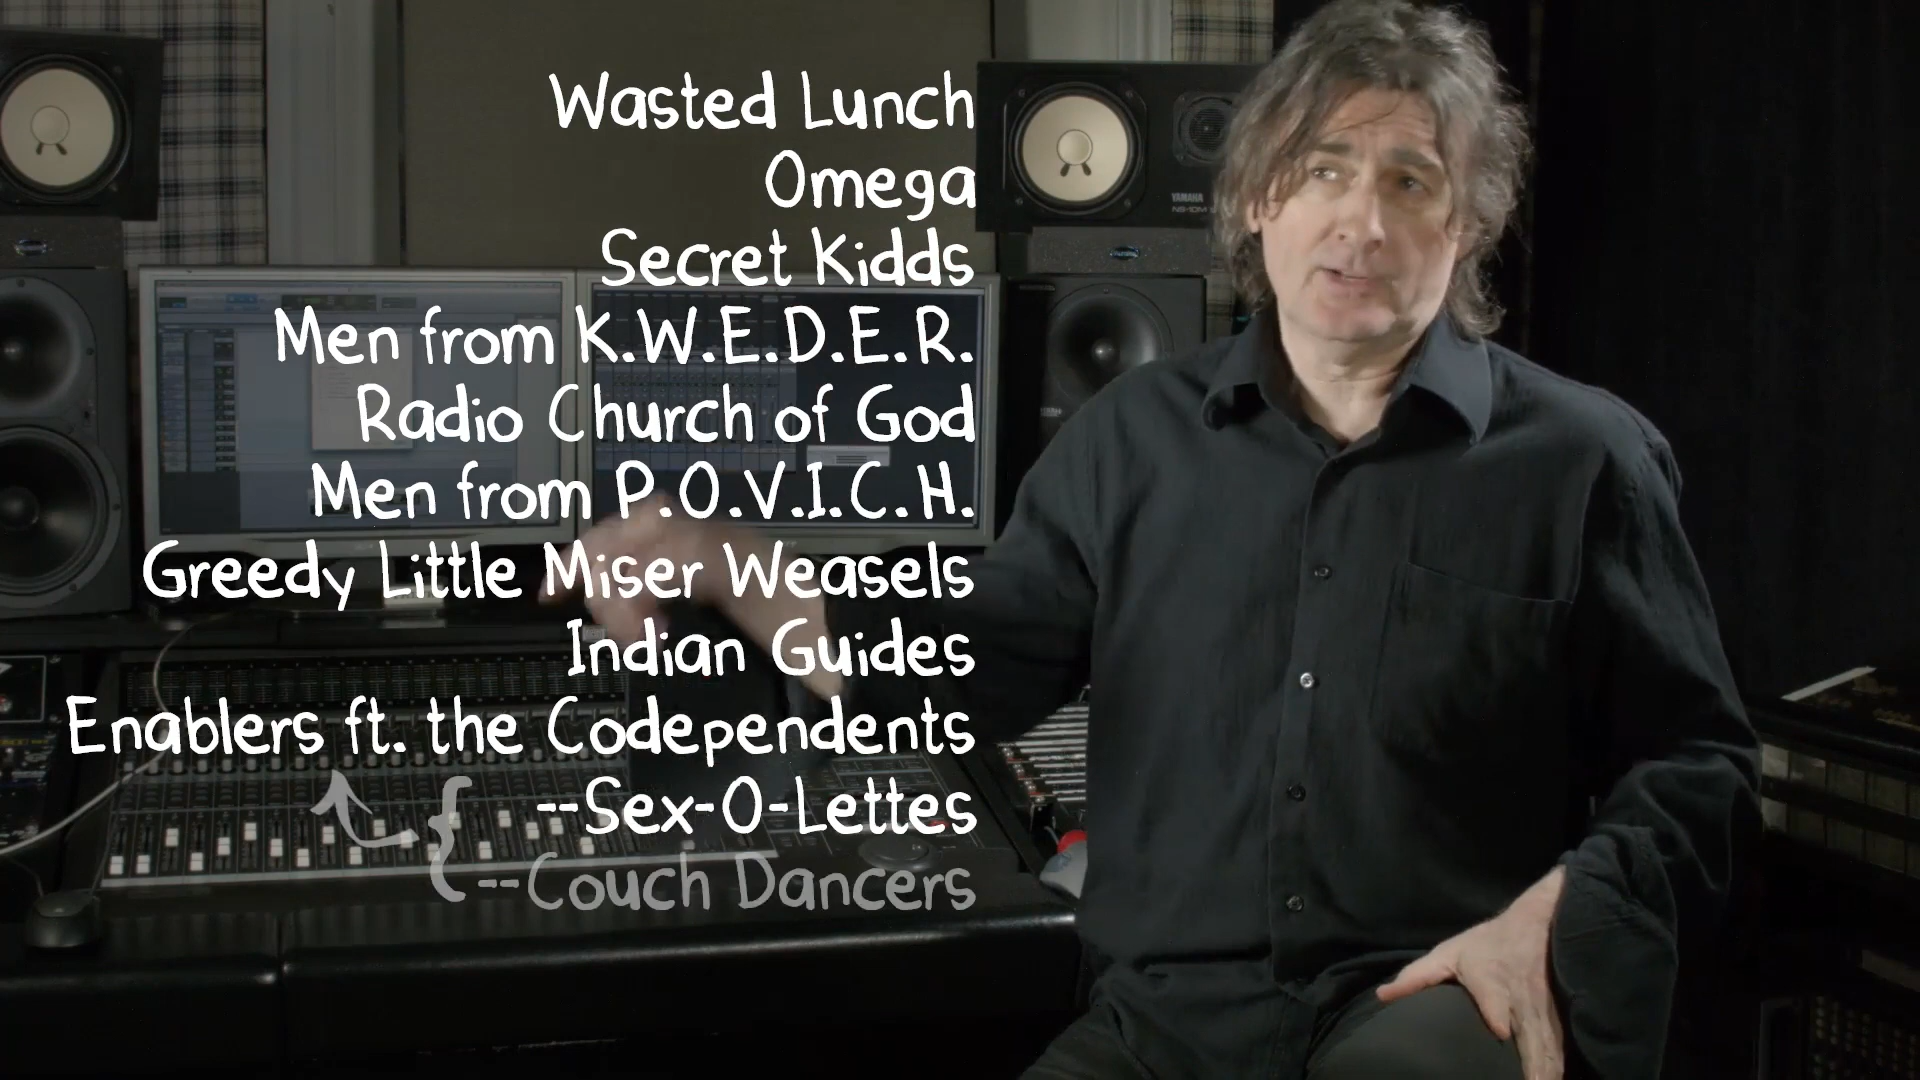 Wasted Lunch
Omega
Secret Kidds
Men from K.W.E.D.E.R.
Radio Church of God
Men from P.O.V.I.C.H.
Greedy Little Miser Weasels
Indian Guides
Enablers ft. the Codependents
--Sex-O-Lettes
--Couch Dancers
YAMAHA